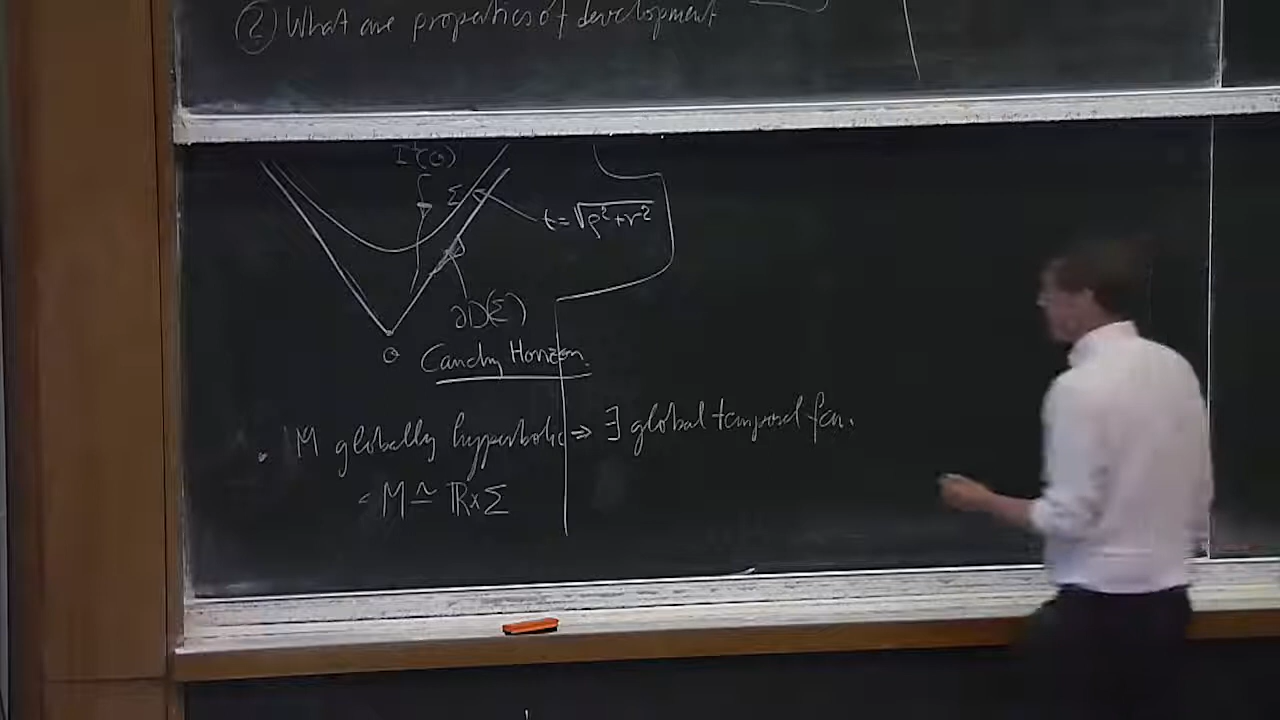 ② What are properties of development
I⁺(O)
Σ
t=√ρ²+r²
∂D(Σ)
O
Cauchy Horizon.
• M globally hyperbolic ⇒ ∃ global temporal fcn.
M ≅ ℝ×Σ